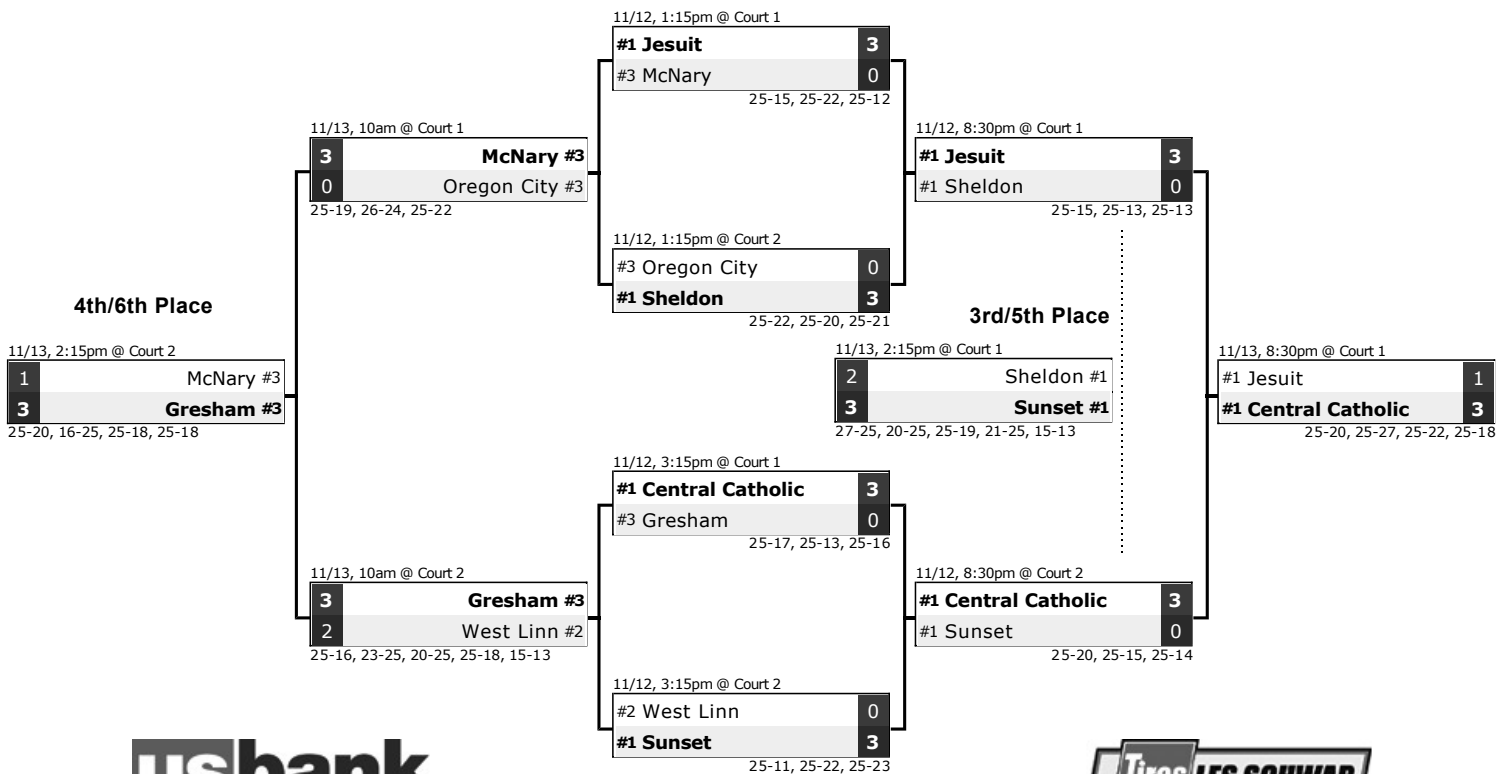 11/12, 1:15pm @ Court 1
#1 Jesuit 3
#3 McNary 0
25-15, 25-22, 25-12
11/13, 10am @ Court 1
3 McNary #3
0 Oregon City #3
25-19, 26-24, 25-22
11/12, 8:30pm @ Court 1
#1 Jesuit 3
#1 Sheldon 0
25-15, 25-13, 25-13
11/12, 1:15pm @ Court 2
#3 Oregon City 0
#1 Sheldon 3
25-22, 25-20, 25-21
4th/6th Place
11/13, 2:15pm @ Court 2
1 McNary #3
3 Gresham #3
25-20, 16-25, 25-18, 25-18
3rd/5th Place
11/13, 2:15pm @ Court 1
2 Sheldon #1
3 Sunset #1
27-25, 20-25, 25-19, 21-25, 15-13
11/13, 8:30pm @ Court 1
#1 Jesuit 1
#1 Central Catholic 3
25-20, 25-27, 25-22, 25-18
11/12, 3:15pm @ Court 1
#1 Central Catholic 3
#3 Gresham 0
25-17, 25-13, 25-16
11/13, 10am @ Court 2
3 Gresham #3
2 West Linn #2
25-16, 23-25, 20-25, 25-18, 15-13
11/12, 8:30pm @ Court 2
#1 Central Catholic 3
#1 Sunset 0
25-20, 25-15, 25-14
11/12, 3:15pm @ Court 2
#2 West Linn 0
#1 Sunset 3
25-11, 25-22, 25-23
usbank
Tires LES SCHWAB